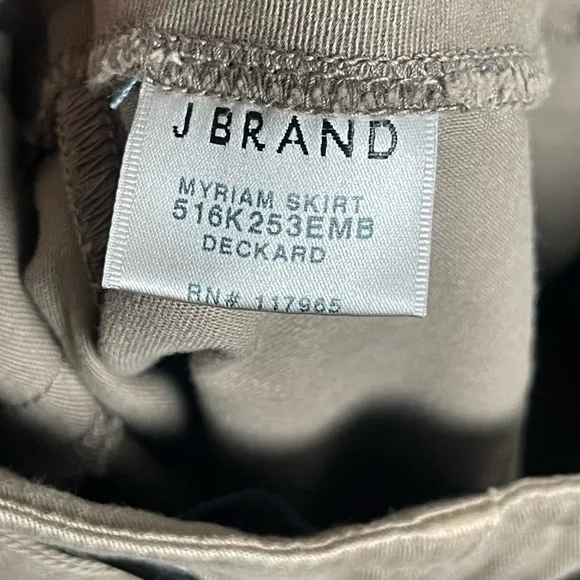 J BRAND
MYRIAM SKIRT
516K253EMB
DECKARD
RN# 117965